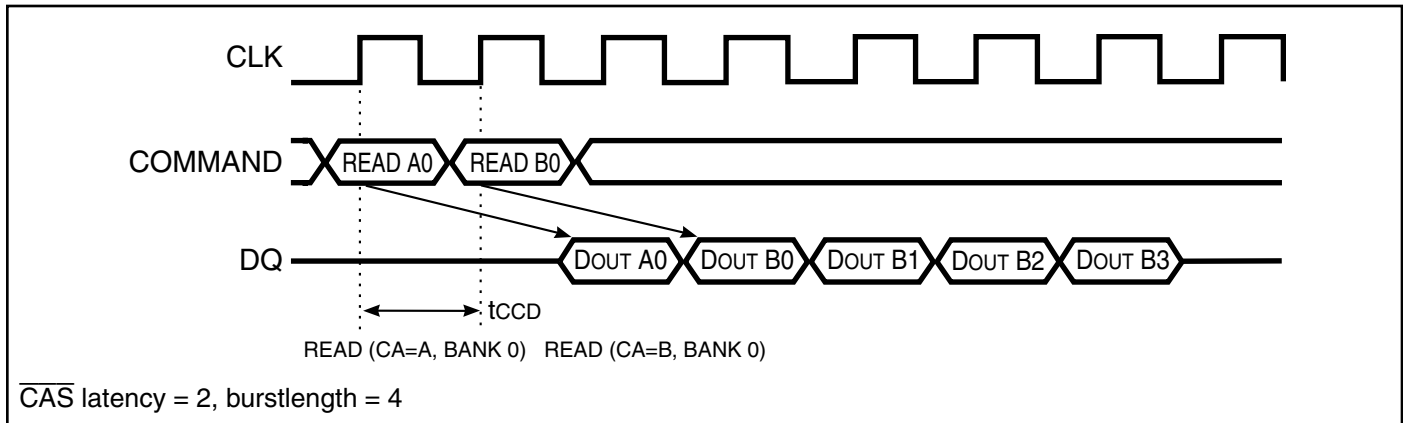 CLK
COMMAND READ A0 READ B0
DQ DOUT A0 DOUT B0 DOUT B1 DOUT B2 DOUT B3
tCCD
READ (CA=A, BANK 0) READ (CA=B, BANK 0)
CAS latency = 2, burstlength = 4